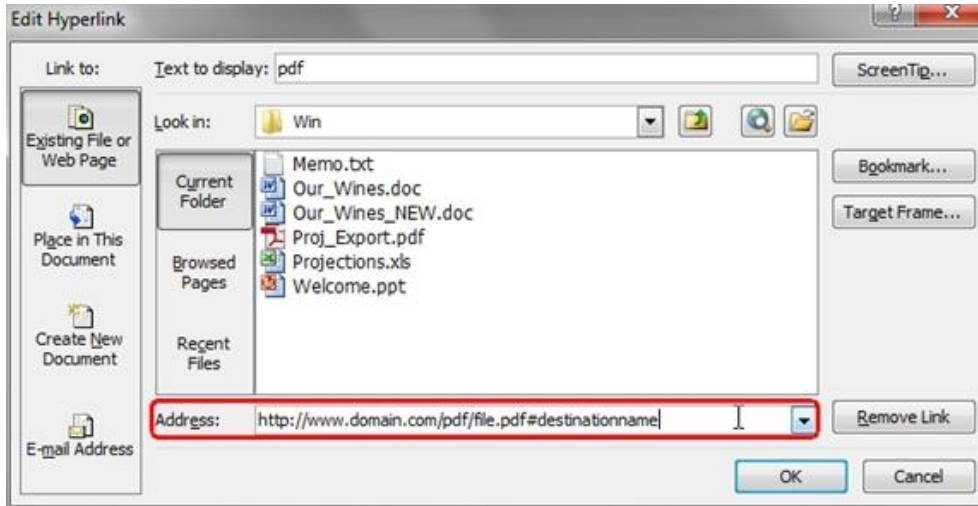 Edit Hyperlink
Link to:
Text to display: pdf
ScreenTip...
Existing File or
Web Page
Look in: Win
Memo.txt
Our_Wines.doc
Our_Wines_NEW.doc
Proj_Export.pdf
Projections.xls
Welcome.ppt
Current
Folder
Browsed
Pages
Recent
Files
Bookmark...
Target Frame...
Place in This
Document
Create New
Document
E-mail Address
Address: http://www.domain.com/pdf/file.pdf#destinationname
Remove Link
OK
Cancel